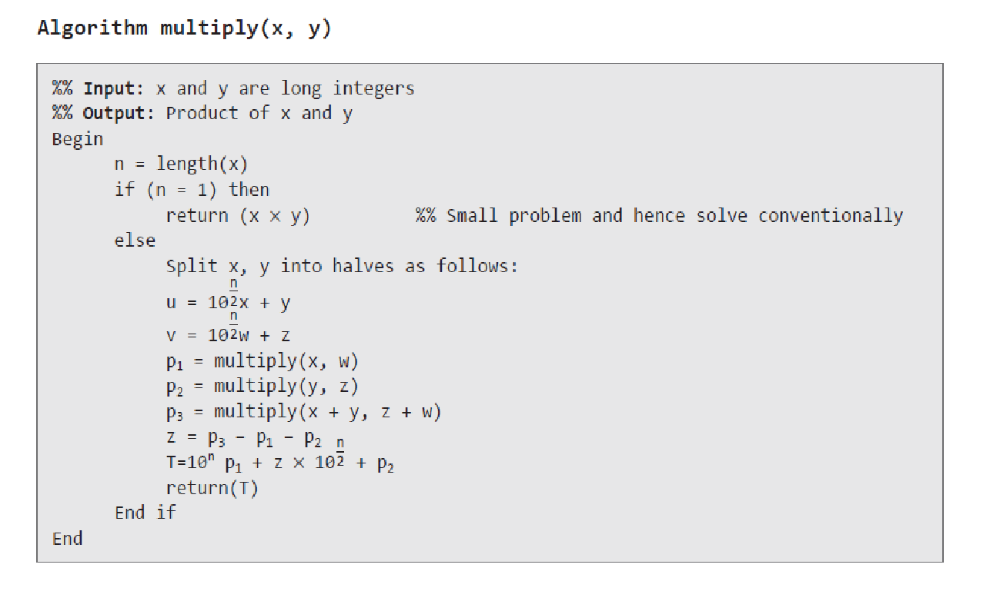 Algorithm multiply(x, y)
%% Input: x and y are long integers
%% Output: Product of x and y
Begin
n = length(x)
if (n = 1) then
return (x × y) %% Small problem and hence solve conventionally
else
Split x, y into halves as follows:
u = 10^(n/2)x + y
v = 10^(n/2)w + z
p₁ = multiply(x, w)
p₂ = multiply(y, z)
p₃ = multiply(x + y, z + w)
z = p₃ − p₁ − p₂
T=10ⁿ p₁ + z × 10^(n/2) + p₂
return(T)
End if
End